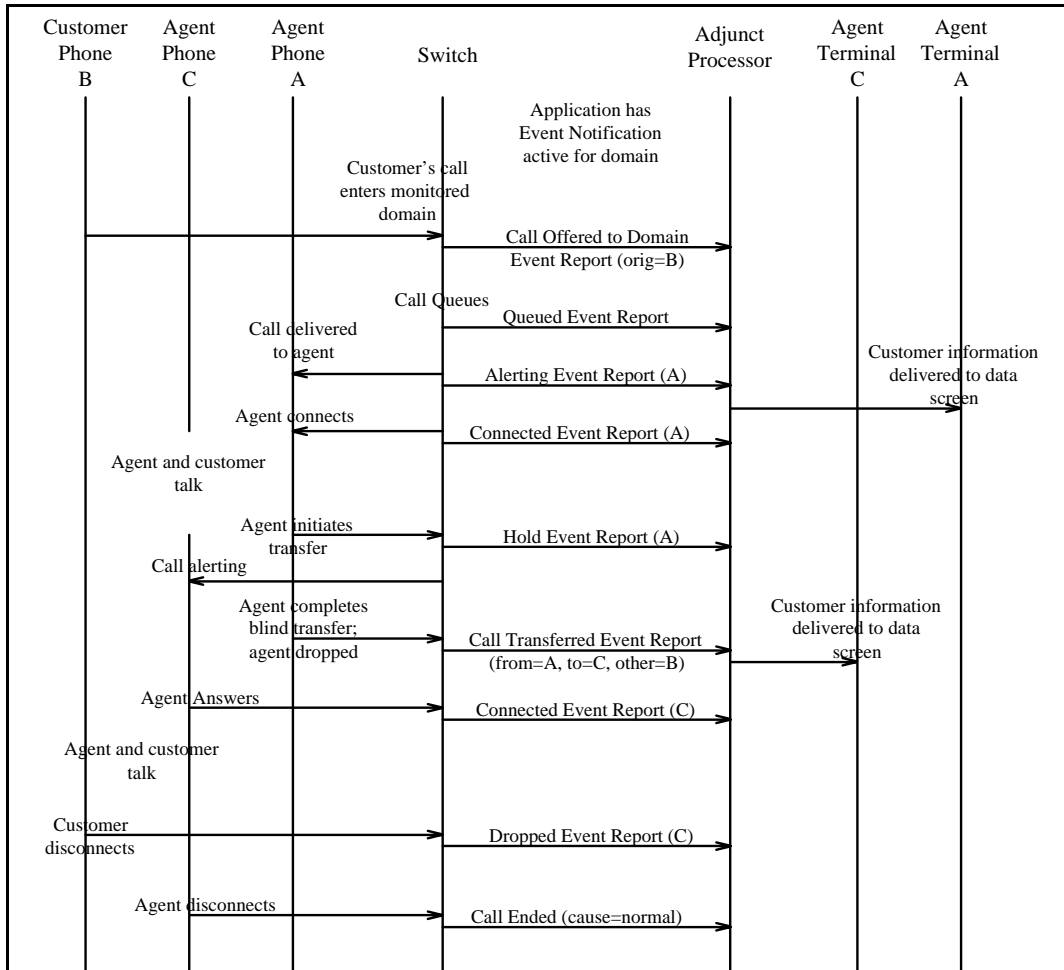 Customer
Phone
B
Agent
Phone
C
Agent
Phone
A
Switch
Adjunct
Processor
Agent
Terminal
C
Agent
Terminal
A
Application has
Event Notification
active for domain
Customer's call
enters monitored
domain
Call Offered to Domain
Event Report (orig=B)
Call Queues
Queued Event Report
Call delivered
to agent
Alerting Event Report (A)
Customer information
delivered to data
screen
Agent connects
Connected Event Report (A)
Agent and customer
talk
Agent initiates
transfer
Hold Event Report (A)
Call alerting
Agent completes
blind transfer;
agent dropped
Call Transferred Event Report
(from=A, to=C, other=B)
Customer information
delivered to data
screen
Agent Answers
Connected Event Report (C)
Agent and customer
talk
Customer
disconnects
Dropped Event Report (C)
Agent disconnects
Call Ended (cause=normal)